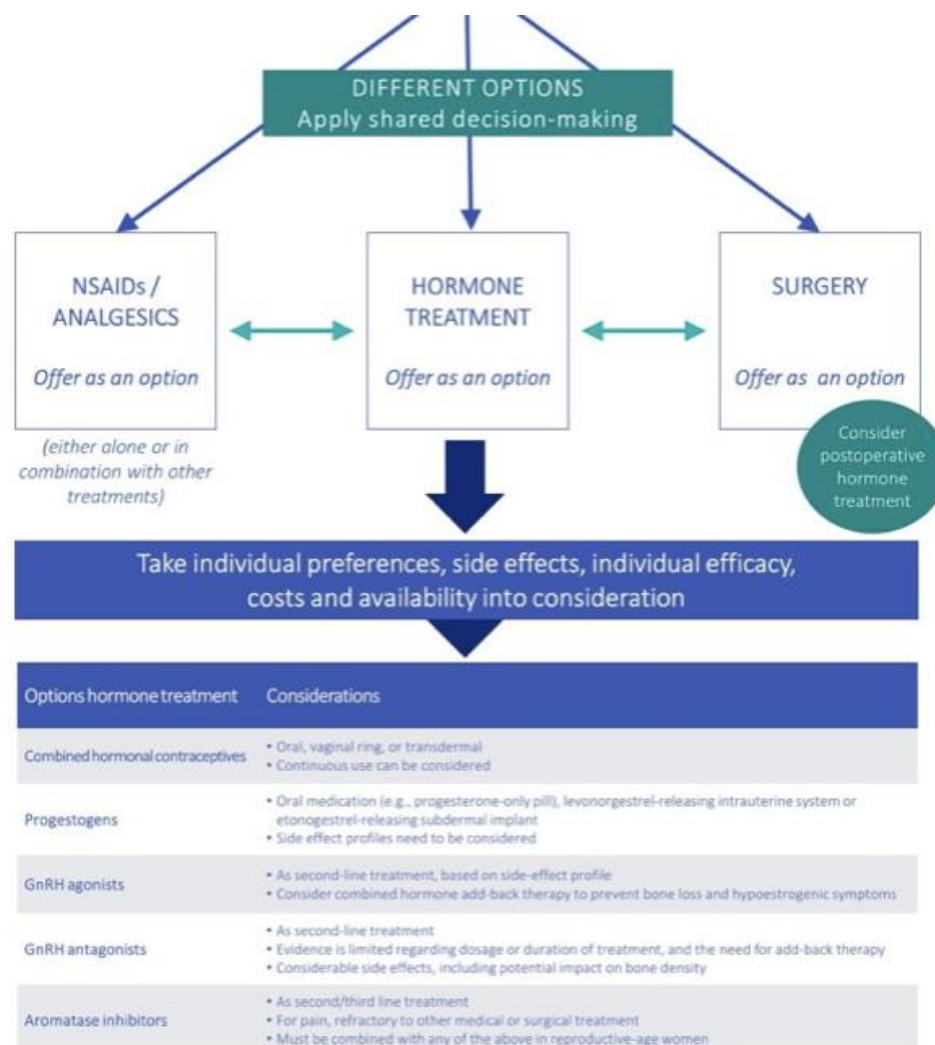 DIFFERENT OPTIONS
Apply shared decision-making
NSAIDs /
ANALGESICS
Offer as an option
HORMONE
TREATMENT
Offer as an option
SURGERY
Offer as an option
(either alone or in
combination with other
treatments)
Consider
postoperative
hormone
treatment
Take individual preferences, side effects, individual efficacy,
costs and availability into consideration
Options hormone treatment Considerations
Combined hormonal contraceptives
• Oral, vaginal ring, or transdermal
• Continuous use can be considered
Progestogens
• Oral medication (e.g., progesterone-only pill), levonorgestrel-releasing intrauterine system or
etonogestrel-releasing subdermal implant
• Side effect profiles need to be considered
GnRH agonists
• As second-line treatment, based on side-effect profile
• Consider combined hormone add-back therapy to prevent bone loss and hypoestrogenic symptoms
GnRH antagonists
• As second-line treatment
• Evidence is limited regarding dosage or duration of treatment, and the need for add-back therapy
• Considerable side effects, including potential impact on bone density
Aromatase inhibitors
• As second/third line treatment
• For pain, refractory to other medical or surgical treatment
• Must be combined with any of the above in reproductive-age women